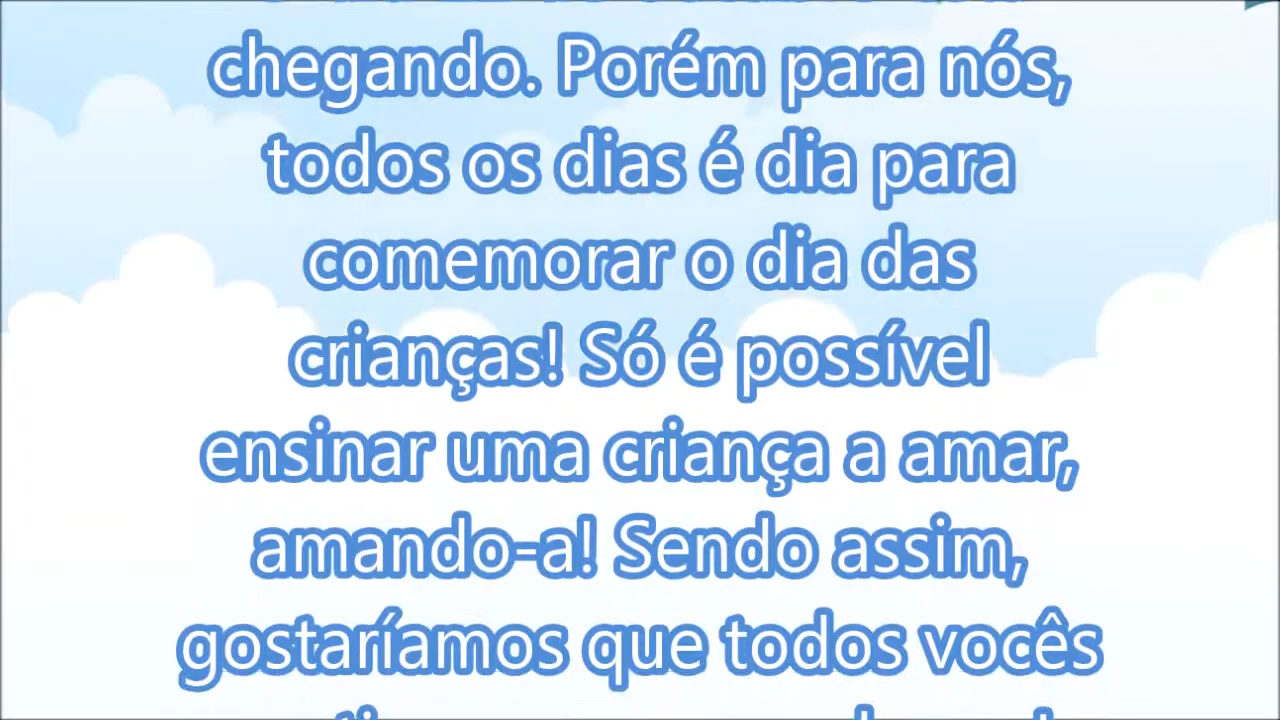 chegando. Porém para nós,
todos os dias é dia para
comemorar o dia das
crianças! Só é possível
ensinar uma criança a amar,
amando-a! Sendo assim,
gostaríamos que todos vocês